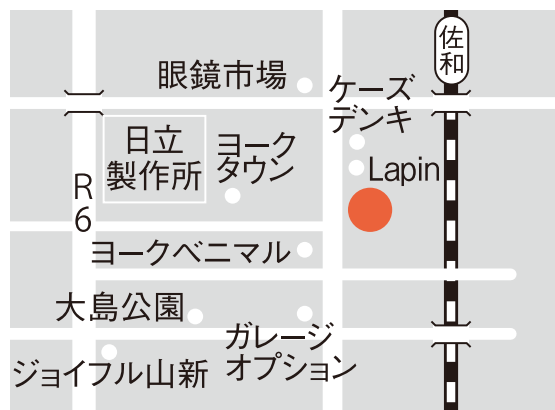 佐和
眼鏡市場
ケーズ
デンキ
日立
製作所
ヨーク
タウン
Lapin
R
6
ヨークベニマル
大島公園
ガレージ
オプション
ジョイフル山新